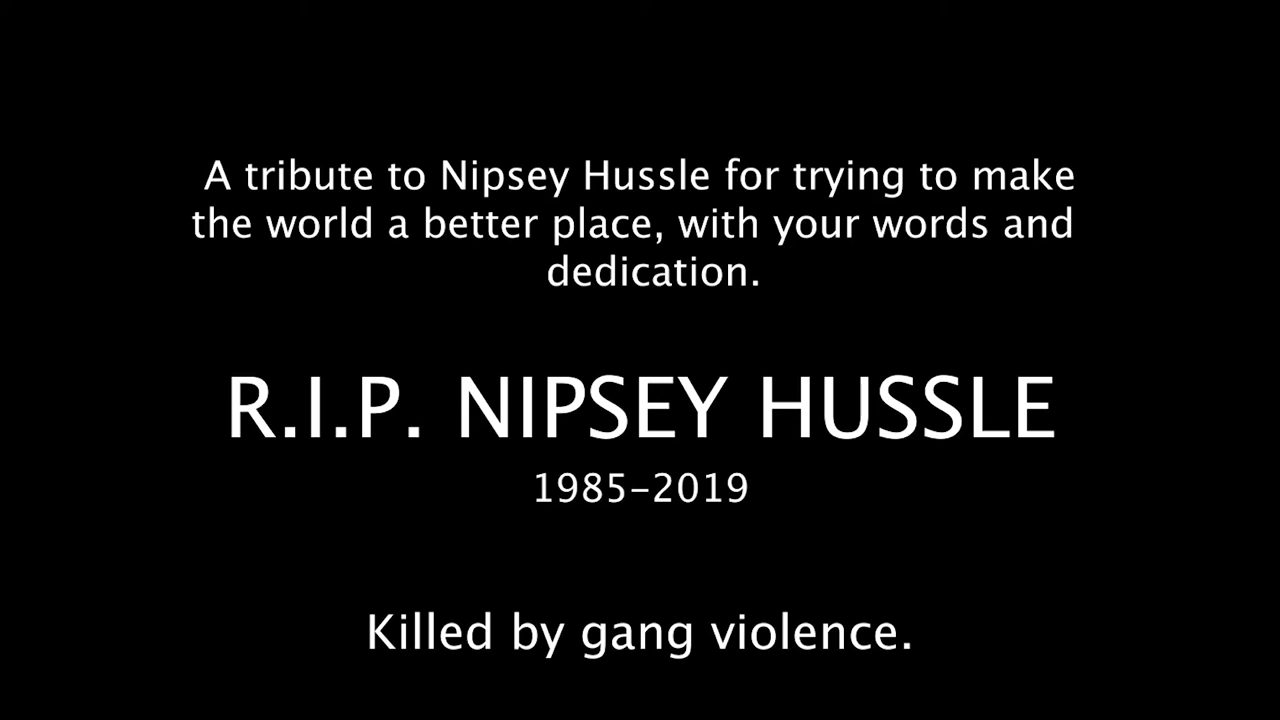 A tribute to Nipsey Hussle for trying to make
the world a better place, with your words and
dedication.
R.I.P. NIPSEY HUSSLE
1985-2019
Killed by gang violence.